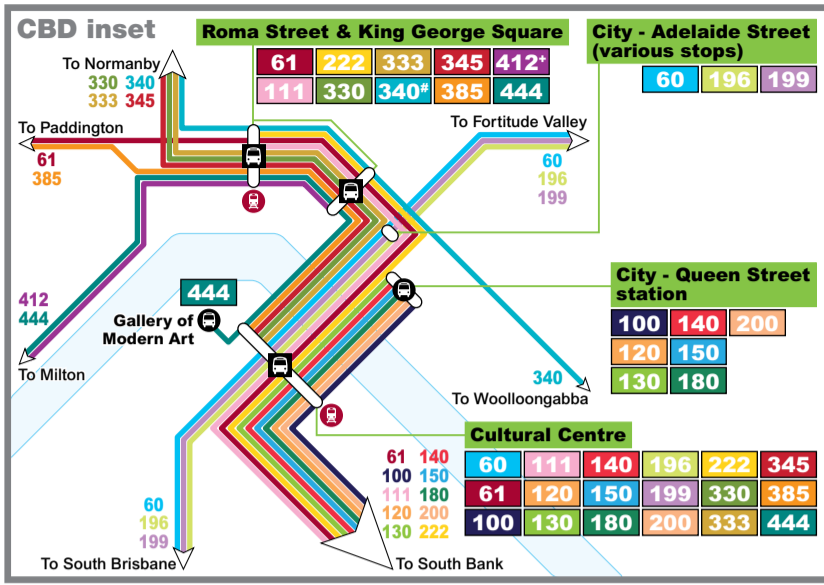 CBD inset
Roma Street & King George Square
61 222 333 345 412+
111 330 340# 385 444
City - Adelaide Street
(various stops)
60 196 199
To Normanby
330 340
333 345
To Paddington
61
385
To Fortitude Valley
60
196
199
412
444
To Milton
444
Gallery of
Modern Art
City - Queen Street
station
100 140 200
120 150
130 180
340
To Woolloongabba
Cultural Centre
60 111 140 196 222 345
61 120 150 199 330 385
100 130 180 200 333 444
61 140
100 150
111 180
120 200
130 222
To South Bank
60
196
199
To South Brisbane